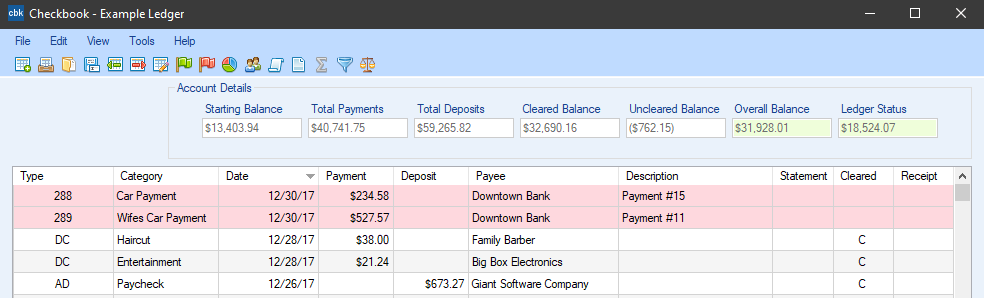 cbk Checkbook - Example Ledger
File Edit View Tools Help
Account Details
Starting Balance Total Payments Total Deposits Cleared Balance Uncleared Balance Overall Balance Ledger Status
$13,403.94 $40,741.75 $59,265.82 $32,690.16 ($762.15) $31,928.01 $18,524.07
Type Category Date Payment Deposit Payee Description Statement Cleared Receipt
288 Car Payment 12/30/17 $234.58 Downtown Bank Payment #15
289 Wifes Car Payment 12/30/17 $527.57 Downtown Bank Payment #11
DC Haircut 12/28/17 $38.00 Family Barber C
DC Entertainment 12/28/17 $21.24 Big Box Electronics C
AD Paycheck 12/26/17 $673.27 Giant Software Company C